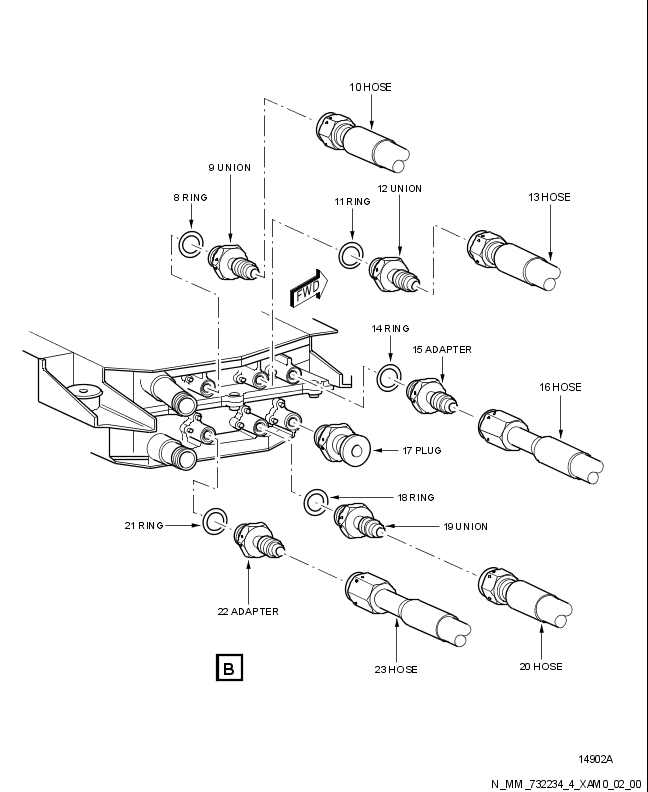 10 HOSE
9 UNION
8 RING
11 RING
12 UNION
13 HOSE
FWD
14 RING
15 ADAPTER
16 HOSE
17 PLUG
18 RING
19 UNION
21 RING
22 ADAPTER
23 HOSE
20 HOSE
B
14902A
N_MM_732234_4_XAM0_02_00